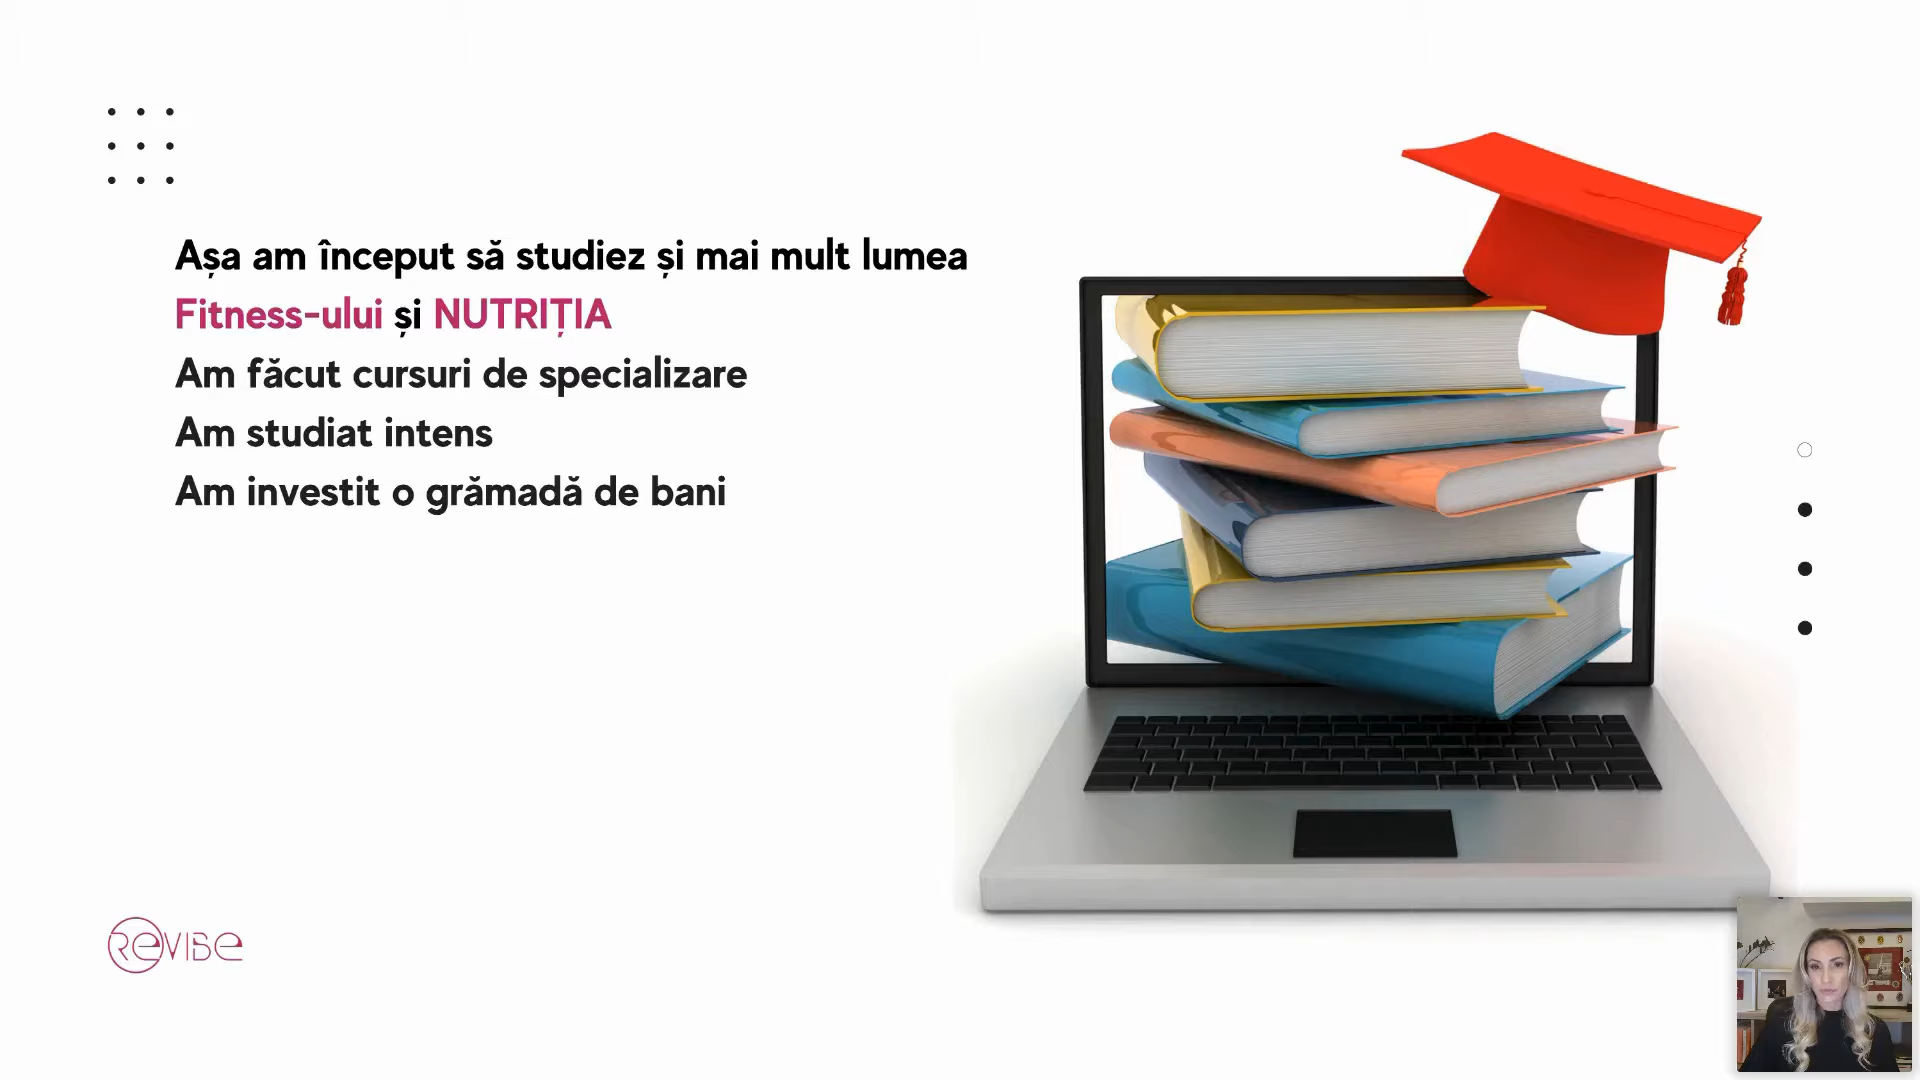 Așa am început să studiez și mai mult lumea
Fitness-ului și NUTRIȚIA
Am făcut cursuri de specializare
Am studiat intens
Am investit o grămadă de bani
REVIBE